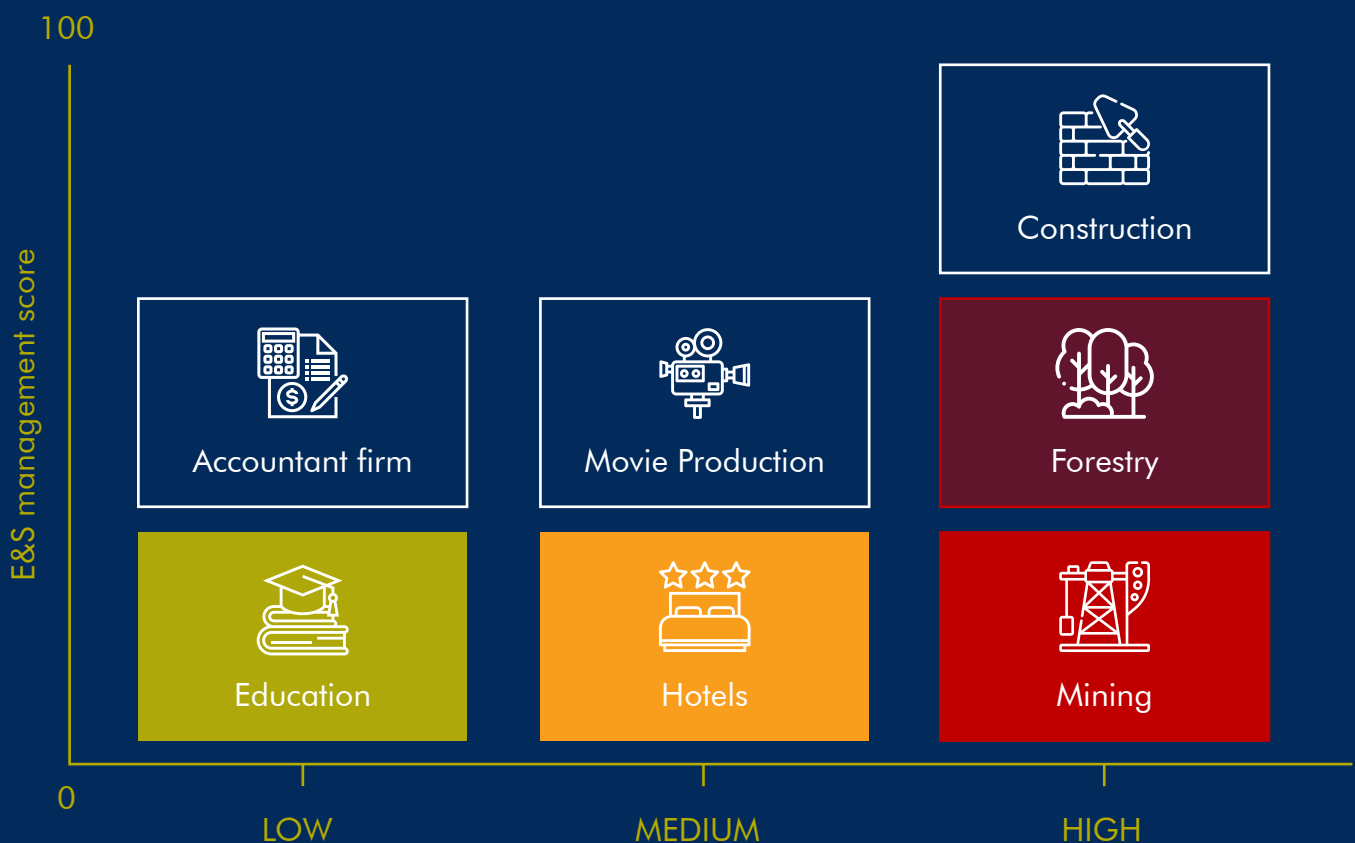 100
E&S management score
Construction
Accountant firm
Movie Production
Forestry
$
Education
Hotels
Mining
0
LOW
MEDIUM
HIGH